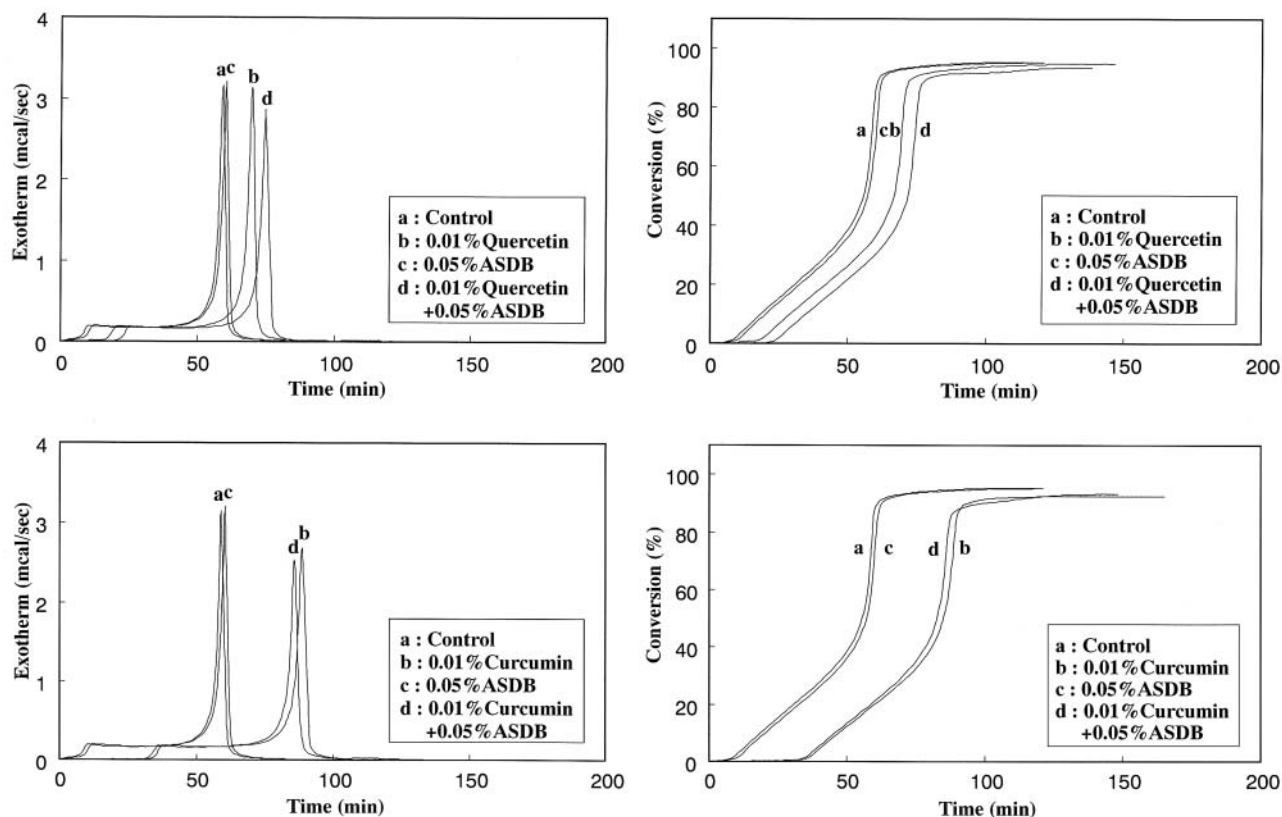 4
3
2
1
0
Exotherm (mcal/sec)
a c b d
a : Control
b : 0.01%Quercetin
c : 0.05%ASDB
d : 0.01%Quercetin
+0.05%ASDB
0 50 100 150 200
Time (min)
100
80
60
40
20
0
Conversion (%)
a c b d
a : Control
b : 0.01%Quercetin
c : 0.05%ASDB
d : 0.01%Quercetin
+0.05%ASDB
0 50 100 150 200
Time (min)
4
3
2
1
0
Exotherm (mcal/sec)
a c
b
d
a : Control
b : 0.01%Curcumin
c : 0.05%ASDB
d : 0.01%Curcumin
+0.05%ASDB
0 50 100 150 200
Time (min)
100
80
60
40
20
0
Conversion (%)
a c d b
a : Control
b : 0.01%Curcumin
c : 0.05%ASDB
d : 0.01%Curcumin
+0.05%ASDB
0 50 100 150 200
Time (min)